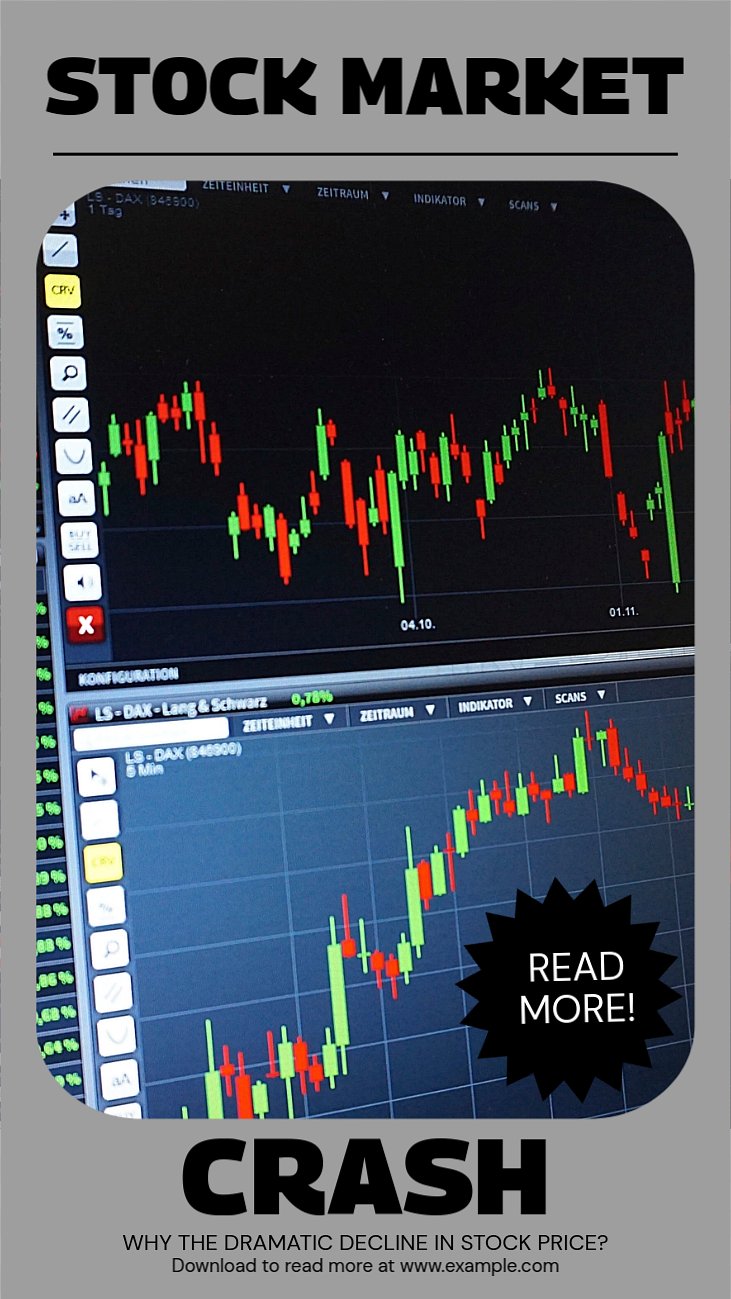 STOCK MARKET
ZEITEINHEIT ZEITRAUM INDIKATOR SCANS
LS - DAX (846900)
1 Tag
CRV
%
aA
BUY
SELL
X
04.10. 01.11.
KONFIGURATION
LS - DAX - Lang & Schwarz 0,78%
ZEITEINHEIT ZEITRAUM INDIKATOR SCANS
LS - DAX (846900)
5 Min
CRV
aA
READ
MORE!
CRASH
WHY THE DRAMATIC DECLINE IN STOCK PRICE?
Download to read more at www.example.com